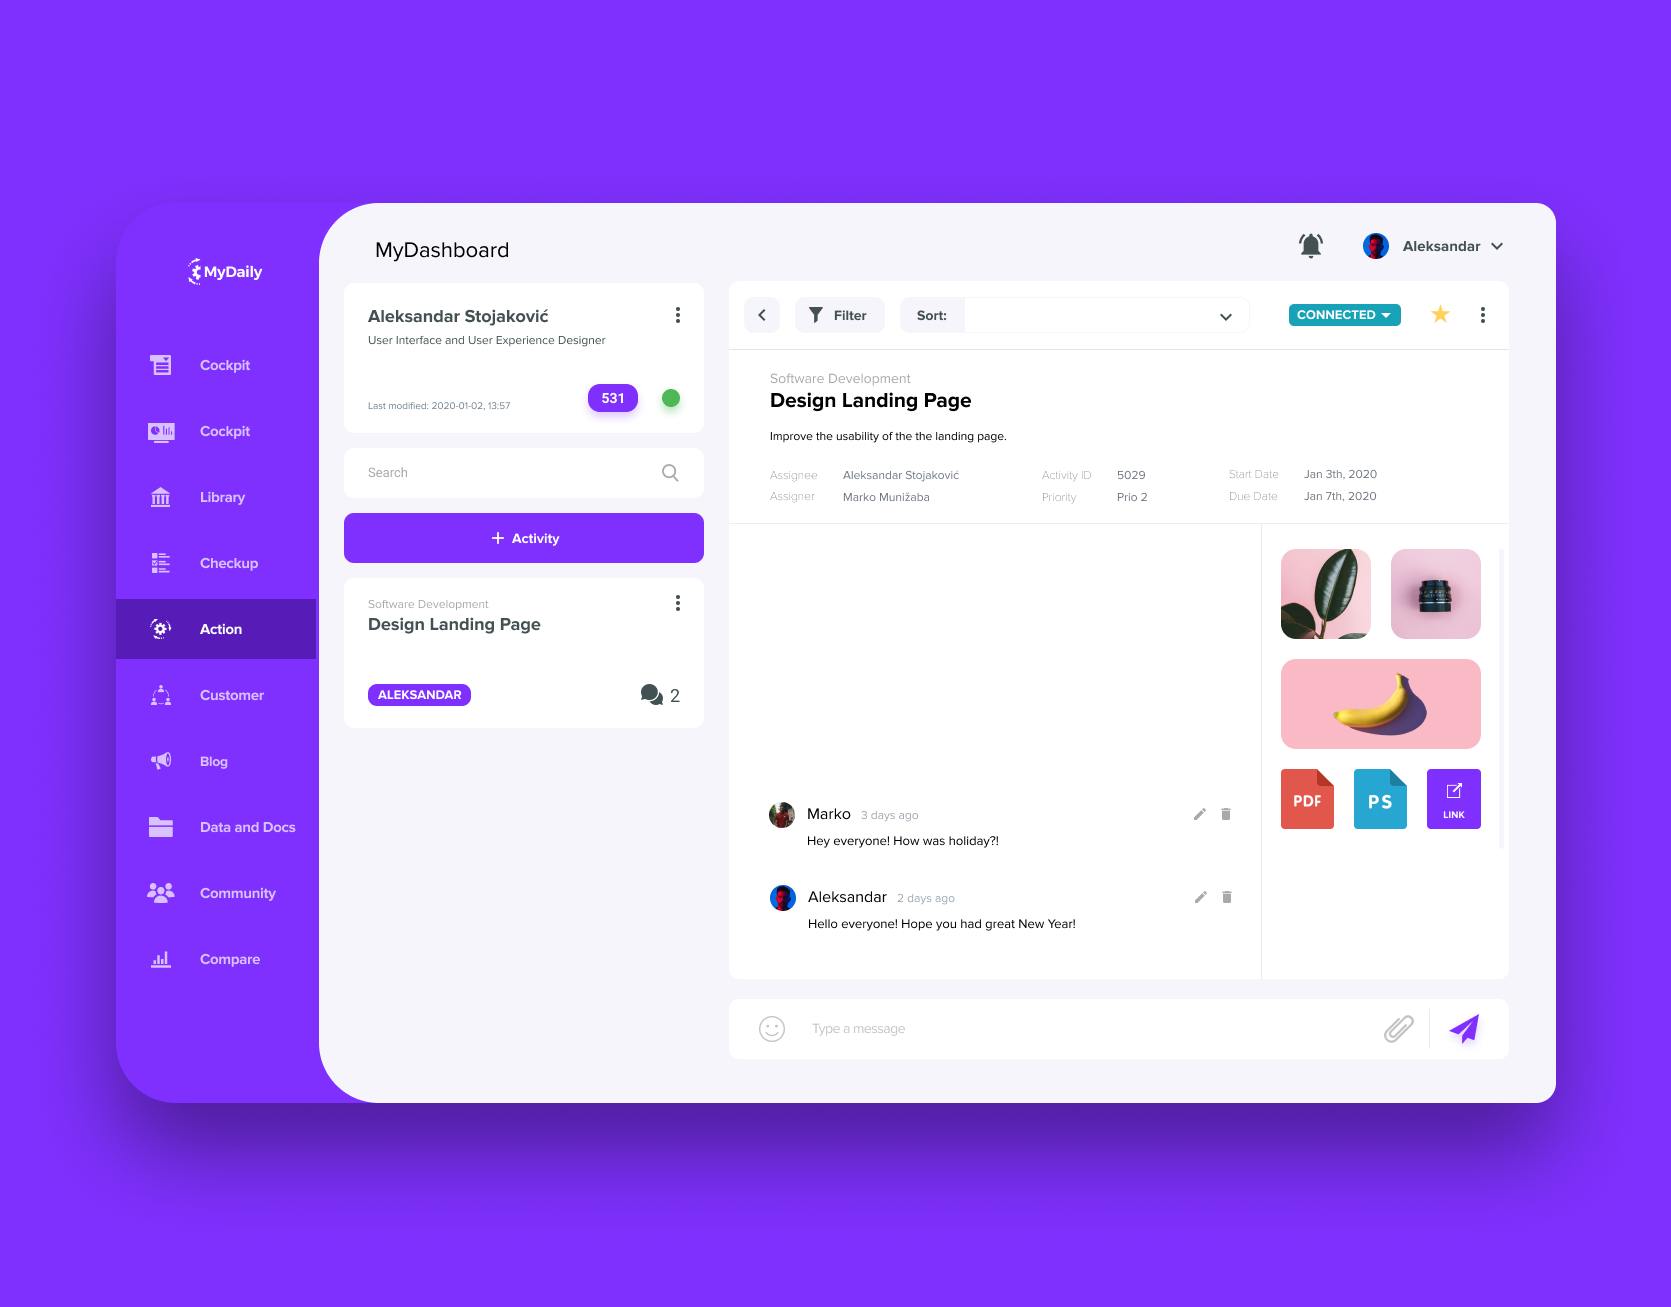 MyDaily
Cockpit
Cockpit
Library
Checkup
Action
Customer
Blog
Data and Docs
Community
Compare
MyDashboard
Aleksandar
Aleksandar Stojaković
User Interface and User Experience Designer
Last modified: 2020-01-02, 13:57
531
Search
+ Activity
Software Development
Design Landing Page
ALEKSANDAR
2
Filter
Sort:
CONNECTED
Software Development
Design Landing Page
Improve the usability of the the landing page.
Assignee Aleksandar Stojaković Activity ID 5029 Start Date Jan 3th, 2020
Assigner Marko Munižaba Priority Prio 2 Due Date Jan 7th, 2020
PDF
PS
LINK
Marko 3 days ago
Hey everyone! How was holiday?!
Aleksandar 2 days ago
Hello everyone! Hope you had great New Year!
Type a message